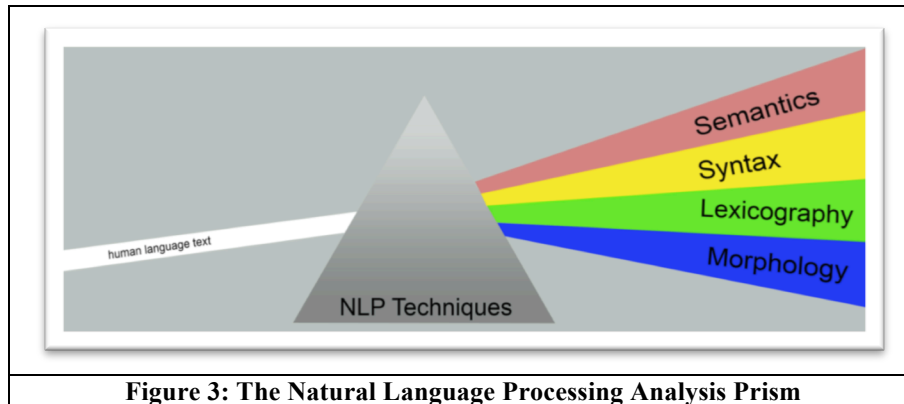 Semantics
Syntax
Lexicography
Morphology
human language text
NLP Techniques
Figure 3: The Natural Language Processing Analysis Prism